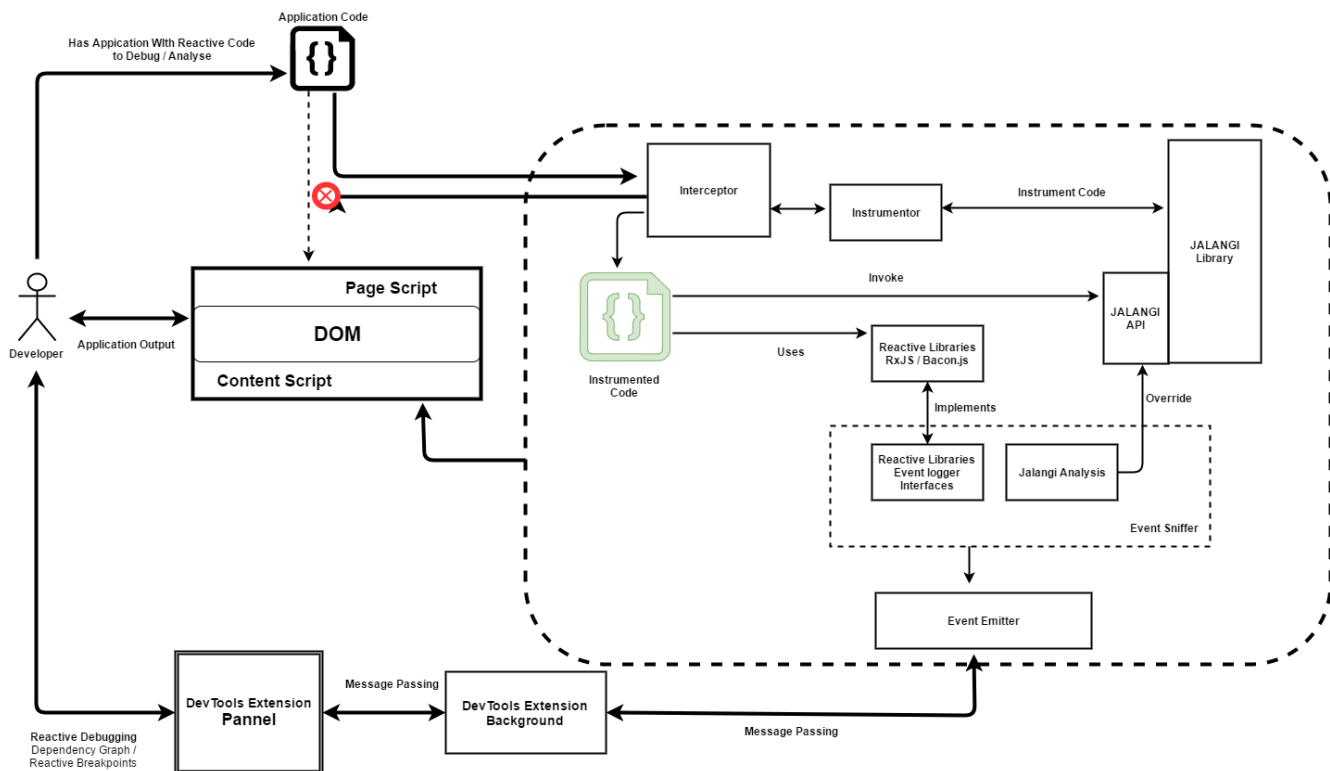 Application Code
Has Appication WIth Reactive Code
to Debug / Analyse
{}
Interceptor
Instrumentor
Instrument Code
JALANGI
Library
Page Script
DOM
Content Script
Developer
Application Output
{}
Instrumented
Code
Invoke
JALANGI
API
Uses
Reactive Libraries
RxJS / Bacon.js
Implements
Override
Reactive Libraries
Event logger
Interfaces
Jalangi Analysis
Event Sniffer
Event Emitter
DevTools Extension
Pannel
Message Passing
DevTools Extension
Background
Message Passing
Reactive Debugging
Dependency Graph /
Reactive Breakpoints